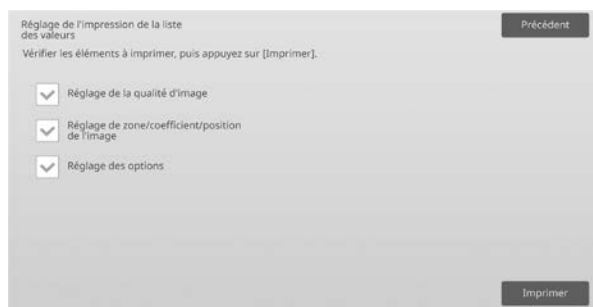 Réglage de l'impression de la liste
des valeurs
Précédent
Vérifier les éléments à imprimer, puis appuyez sur [Imprimer].
Réglage de la qualité d'image
Réglage de zone/coefficient/position
de l'image
Réglage des options
Imprimer